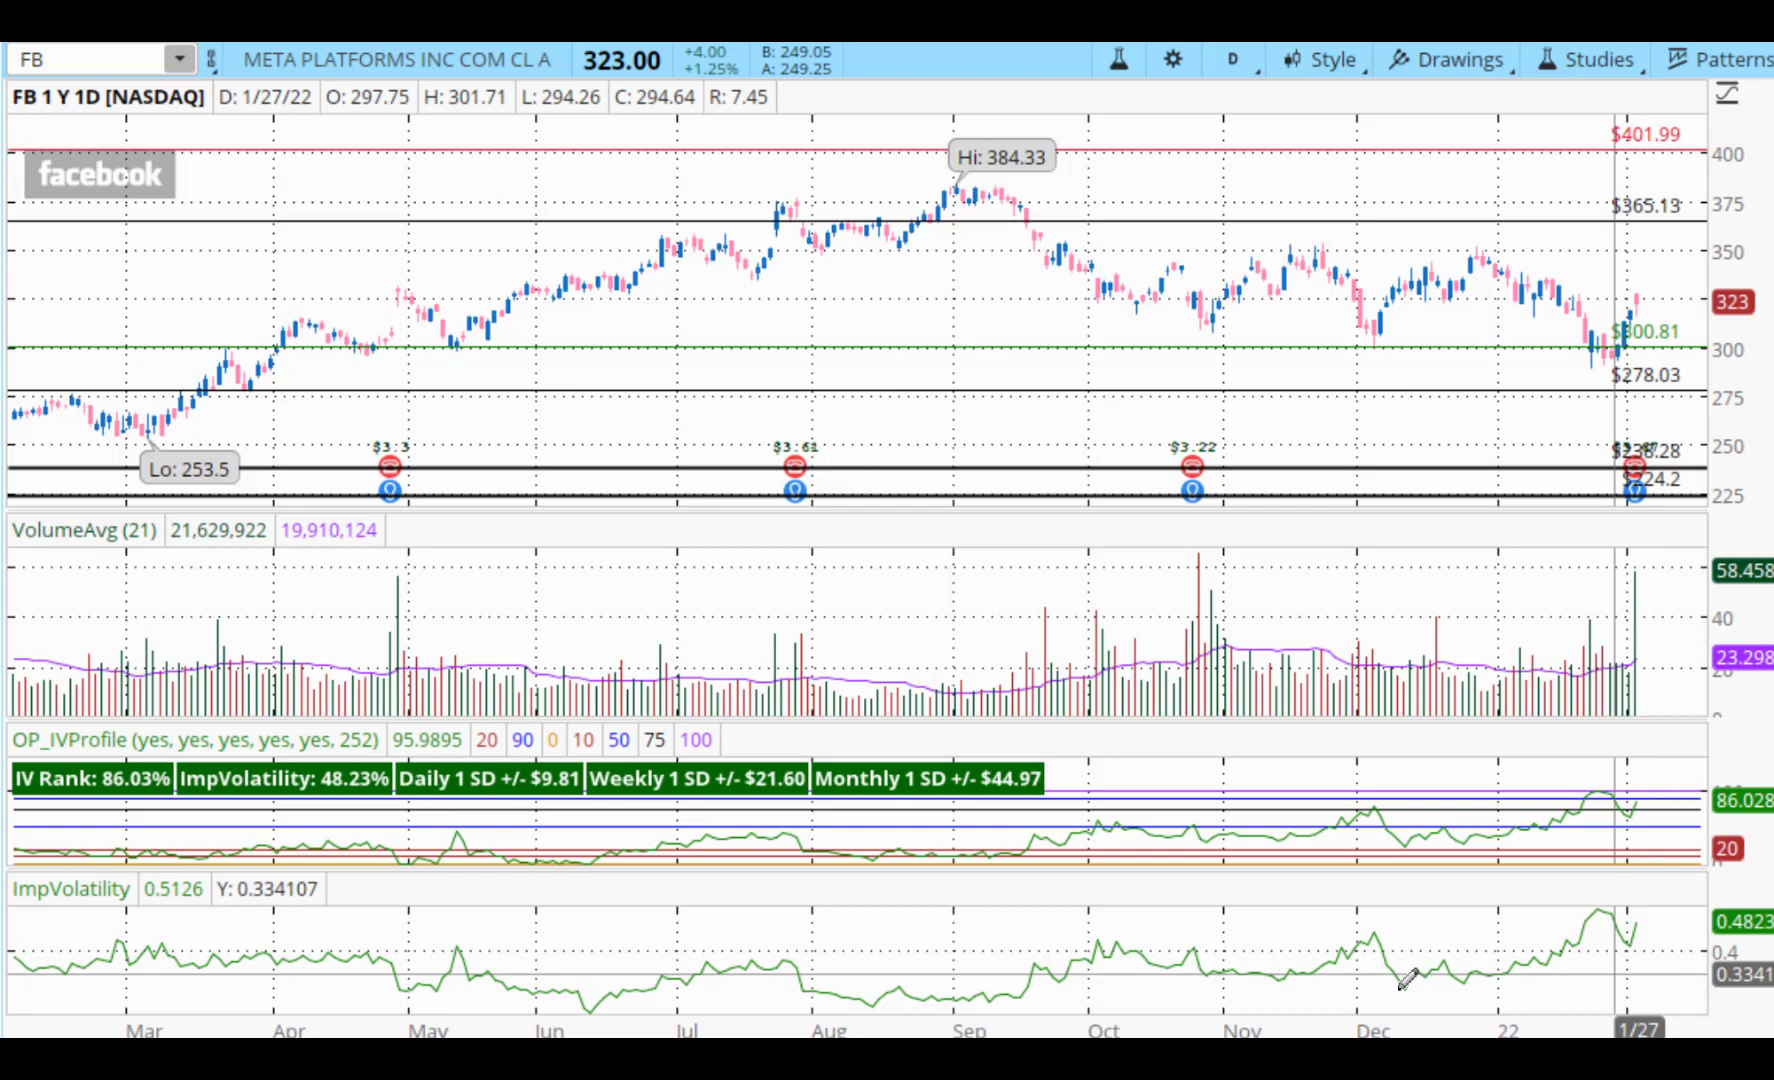 FB META PLATFORMS INC COM CL A 323.00 +4.00 +1.25% B: 249.05 A: 249.25 D Style Drawings Studies Patterns
FB 1 Y 1D [NASDAQ] D: 1/27/22 O: 297.75 H: 301.71 L: 294.26 C: 294.64 R: 7.45
$401.99
400
Hi: 384.33
facebook
$365.13
375
350
323
$300.81
300
$278.03
275
$3.61
$3.22
250
Lo: 253.5
$224.2
225
VolumeAvg (21) 21,629,922 19,910,124
58.458
40
23.298
20
OP_IVProfile (yes, yes, yes, yes, yes, 252) 95.9895 20 90 0 10 50 75 100
IV Rank: 86.03% ImpVolatility: 48.23% Daily 1 SD +/- $9.81 Weekly 1 SD +/- $21.60 Monthly 1 SD +/- $44.97
86.028
20
ImpVolatility 0.5126 Y: 0.334107
0.4823
0.4
0.3341
Mar Apr May Jun Jul Aug Sep Oct Nov Dec 22 1/27